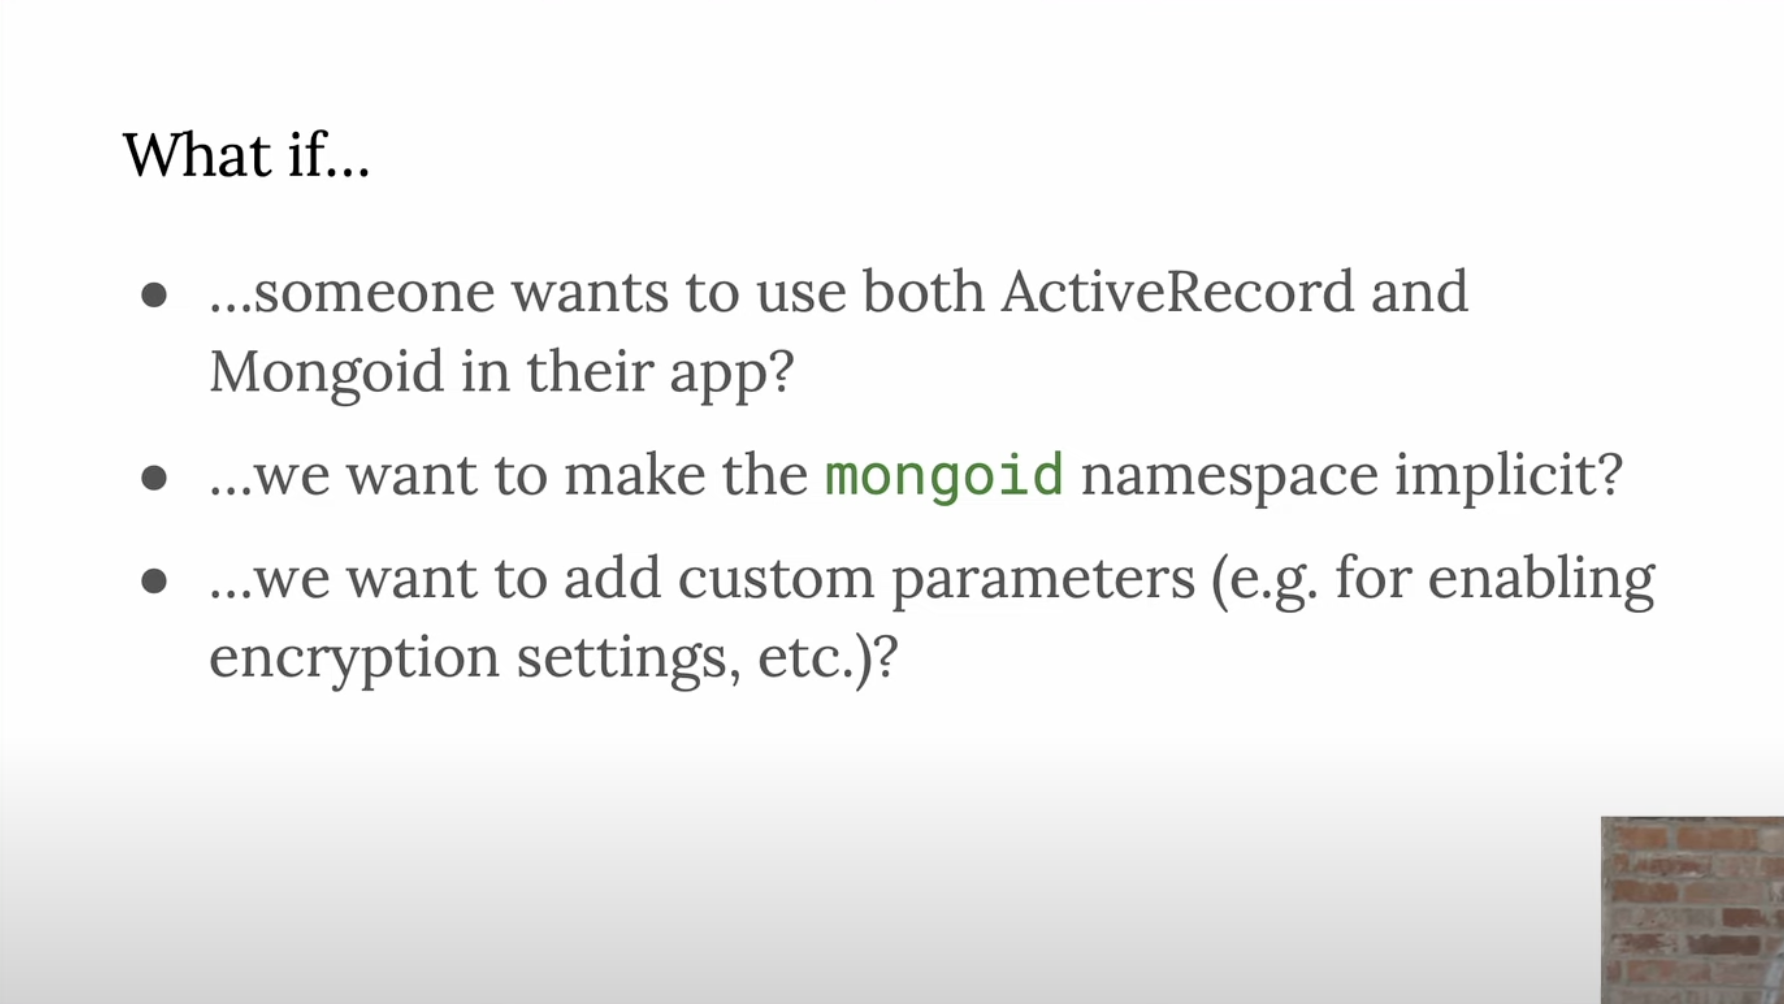 What if...
● ...someone wants to use both ActiveRecord and
Mongoid in their app?
● ...we want to make the mongoid namespace implicit?
● ...we want to add custom parameters (e.g. for enabling
encryption settings, etc.)?